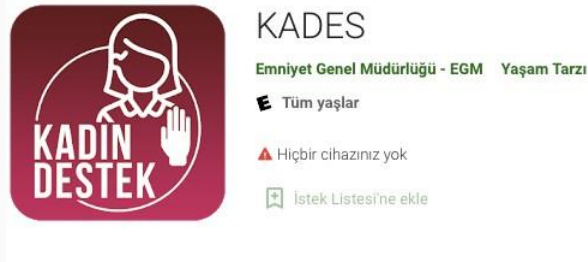 KADES
Emniyet Genel Müdürlüğü - EGM Yaşam Tarzı
E Tüm yaşlar
Hiçbir cihazınız yok
İstek Listesi'ne ekle
KADIN
DESTEK